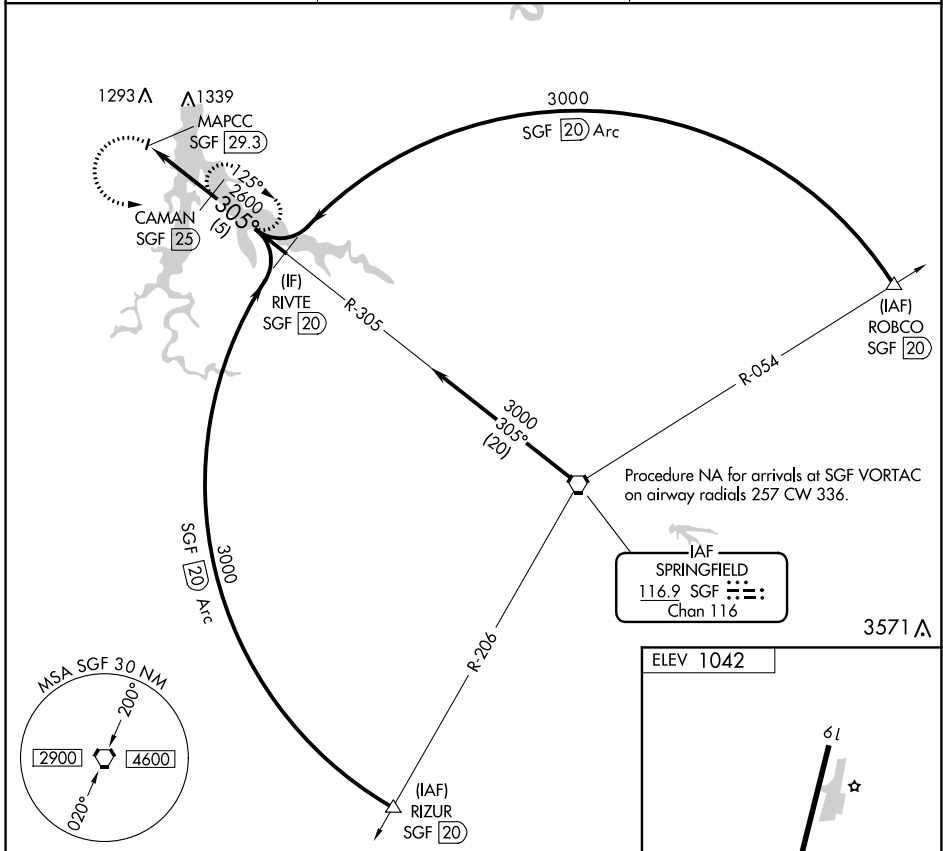 1293
1339
MAPCC
SGF 29.3
3000
SGF 20 Arc
125°
2600
305°
(5)
CAMAN
SGF 25
(IF)
RIVTE
SGF 20
R-305
(IAF)
ROBCO
SGF 20
R-054
3000
305°
(20)
Procedure NA for arrivals at SGF VORTAC
on airway radials 257 CW 336.
IAF
SPRINGFIELD
116.9 SGF
Chan 116
3000
SGF 20 Arc
R-206
3571
MSA SGF 30 NM
200°
2900
4600
020°
(IAF)
RIZUR
SGF 20
ELEV 1042
19